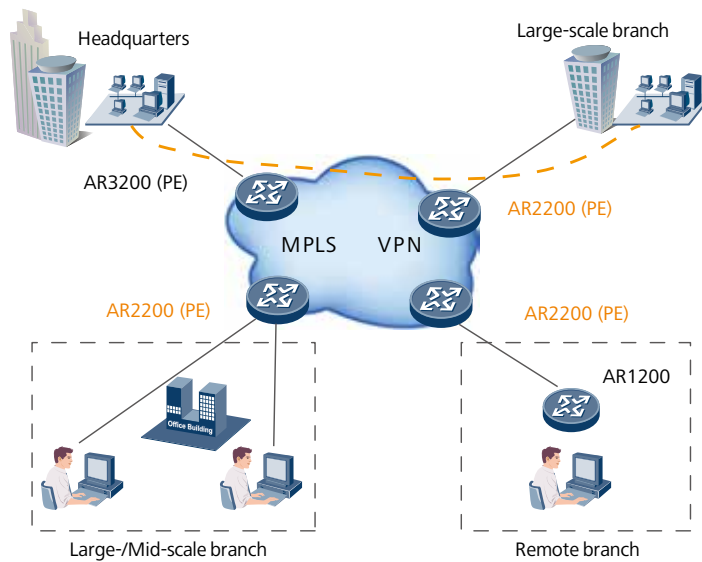 Headquarters
Large-scale branch
AR3200 (PE)
AR2200 (PE)
MPLS VPN
AR2200 (PE)
AR2200 (PE)
AR1200
Office Building
Large-/Mid-scale branch
Remote branch